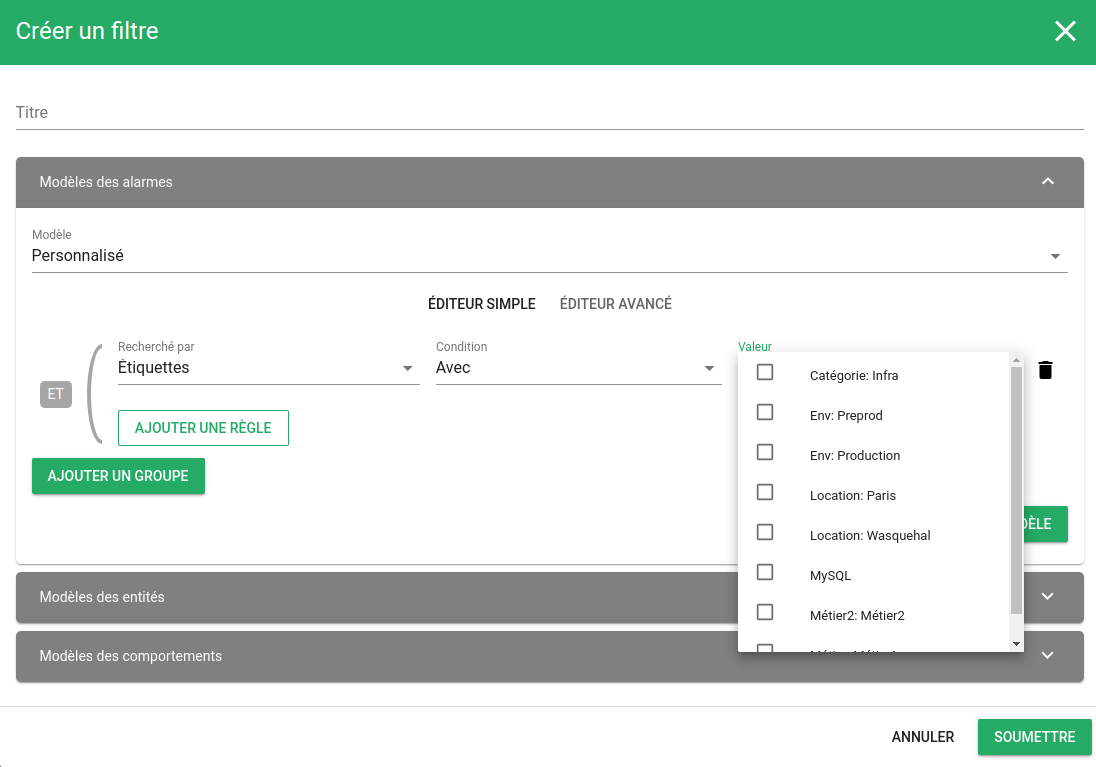 Créer un filtre
Titre
Modèles des alarmes
Modèle
Personnalisé
ÉDITEUR SIMPLE ÉDITEUR AVANCÉ
Recherché par Condition Valeur
Étiquettes Avec
ET
AJOUTER UNE RÈGLE
AJOUTER UN GROUPE
Catégorie: Infra
Env: Preprod
Env: Production
Location: Paris
Location: Wasquehal
MySQL
Métier2: Métier2
DÈLE
Modèles des entités
Modèles des comportements
ANNULER SOUMETTRE